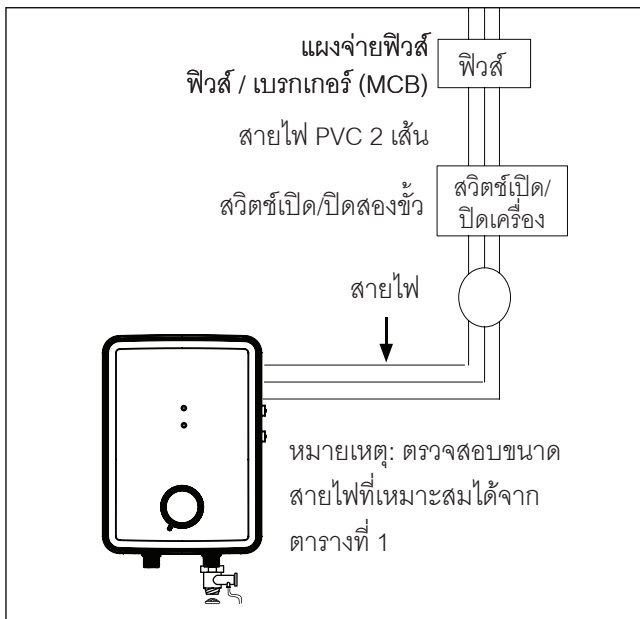 แผงจ่ายฟิวส์
ฟิวส์ / เบรกเกอร์ (MCB)
ฟิวส์
สายไฟ PVC 2 เส้น
สวิตช์เปิด/ปิดสองขั้ว
สวิตช์เปิด/
ปิดเครื่อง
สายไฟ
หมายเหตุ: ตรวจสอบขนาด
สายไฟที่เหมาะสมได้จาก
ตารางที่ 1